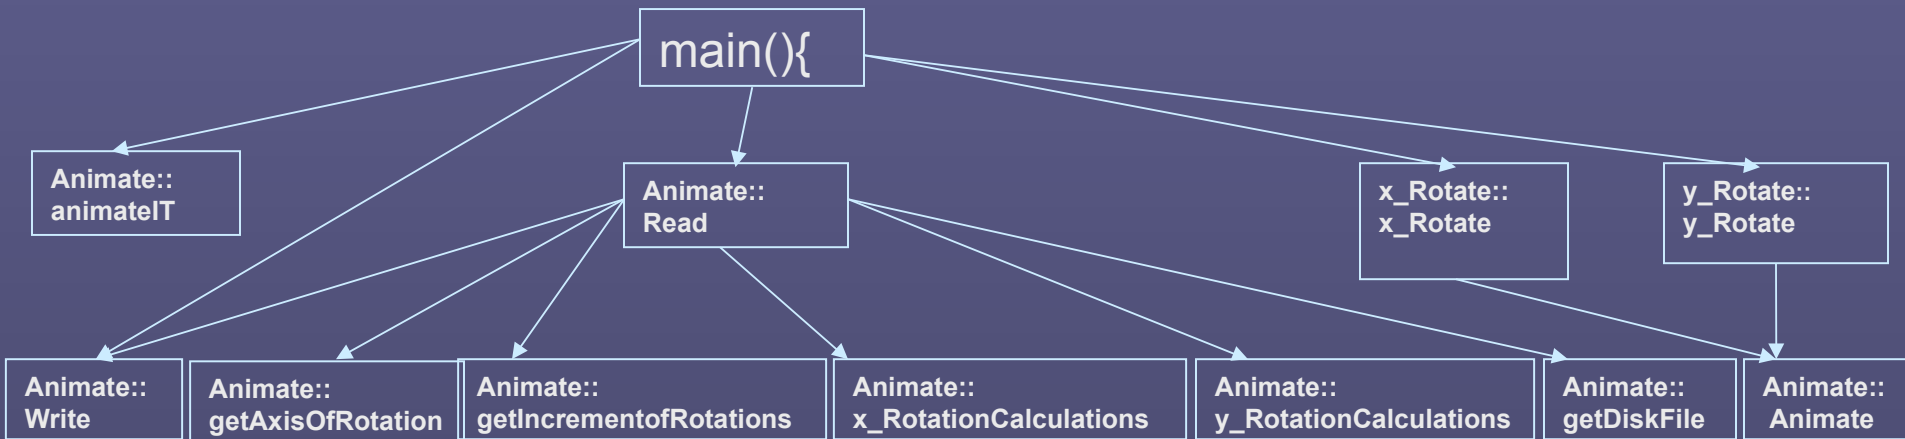 main(){
Animate::
animateIT
Animate::
Read
x_Rotate::
x_Rotate
y_Rotate::
y_Rotate
Animate::
Write
Animate::
getAxisOfRotation
Animate::
getIncrementofRotations
Animate::
x_RotationCalculations
Animate::
y_RotationCalculations
Animate::
getDiskFile
Animate::
Animate